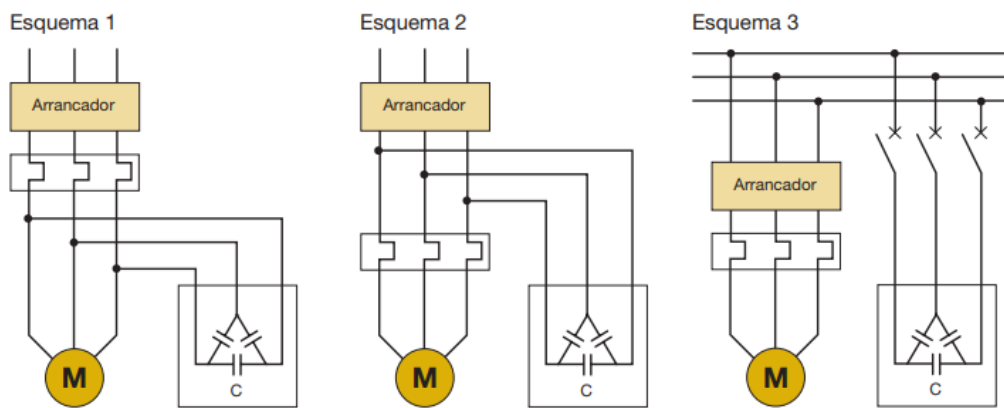 Esquema 1
Esquema 2
Esquema 3
Arrancador
Arrancador
Arrancador
M
C
M
C
M
C